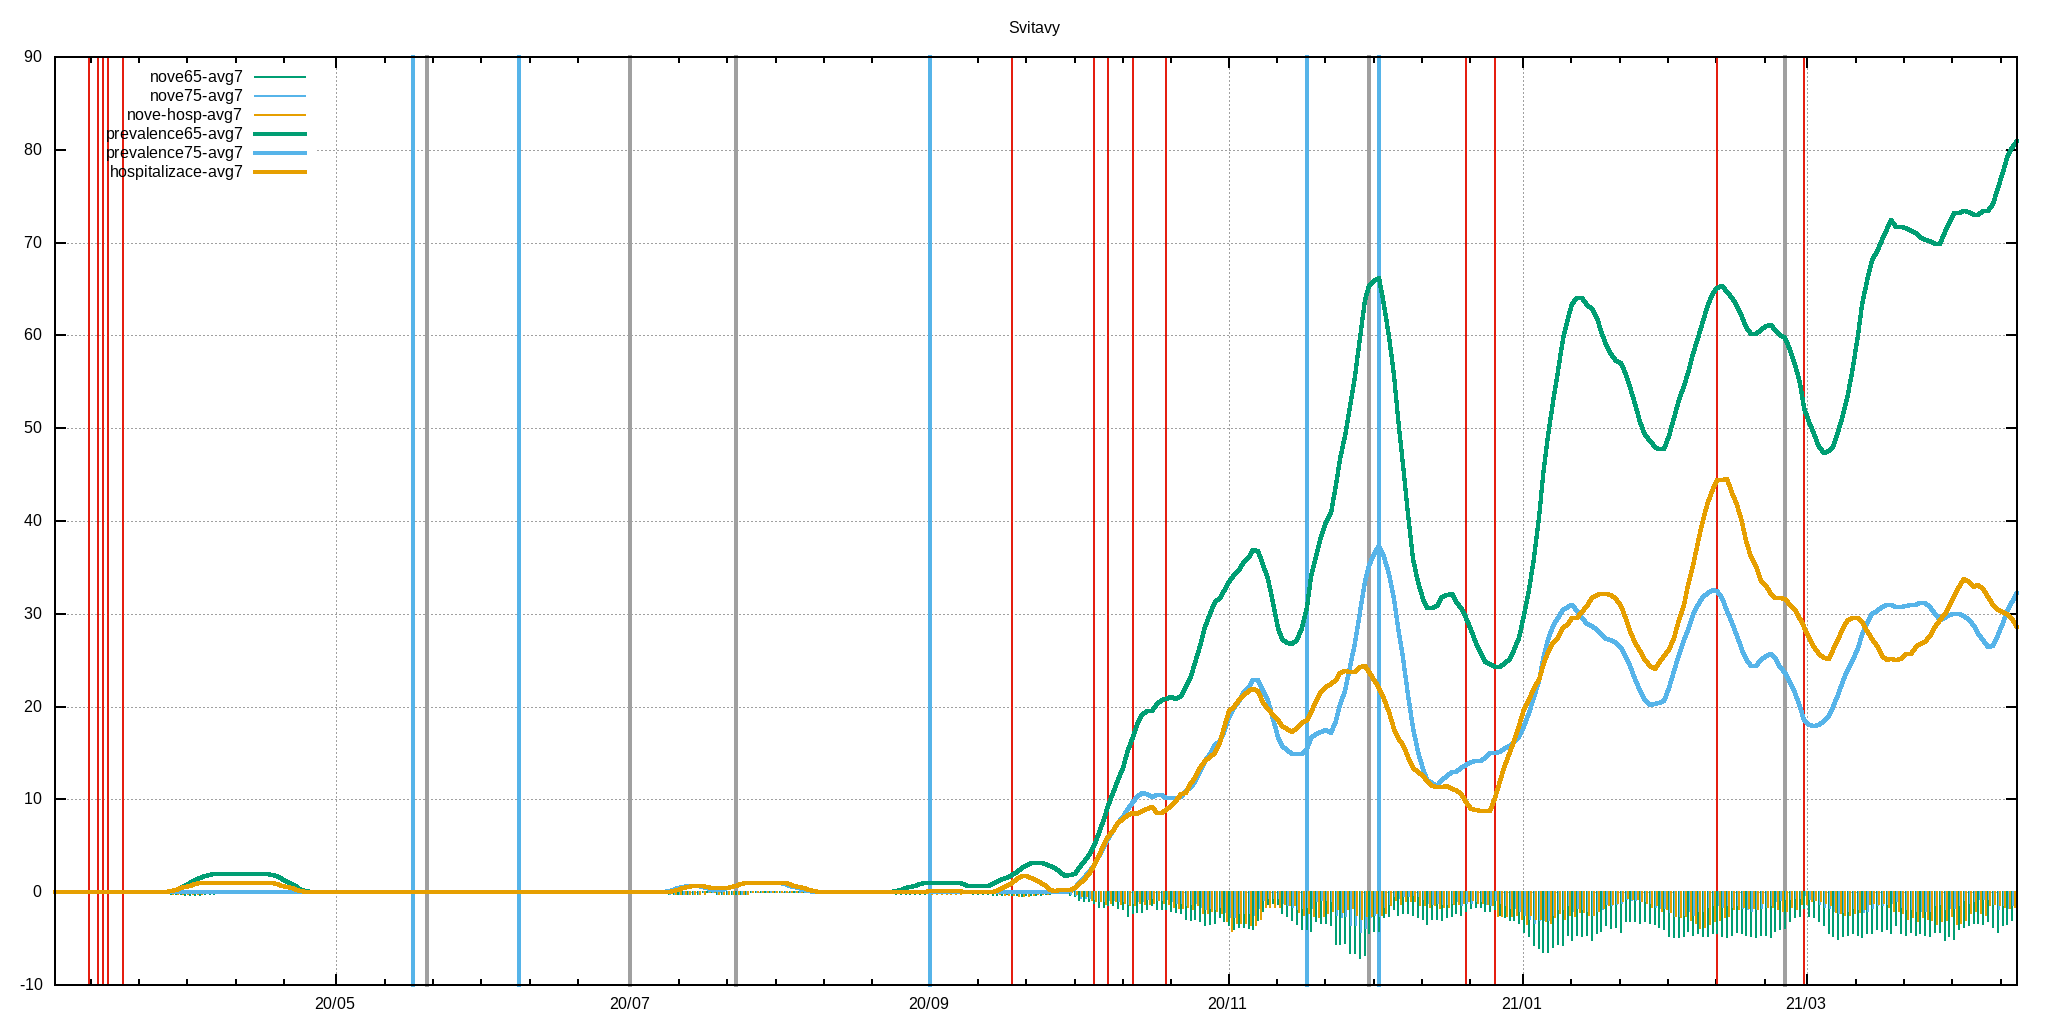 Svitavy
90
80
70
60
50
40
30
20
10
0
-10
nove65-avg7
nove75-avg7
nove-hosp-avg7
prevalence65-avg7
prevalence75-avg7
hospitalizace-avg7
20/05 20/07 20/09 20/11 21/01 21/03